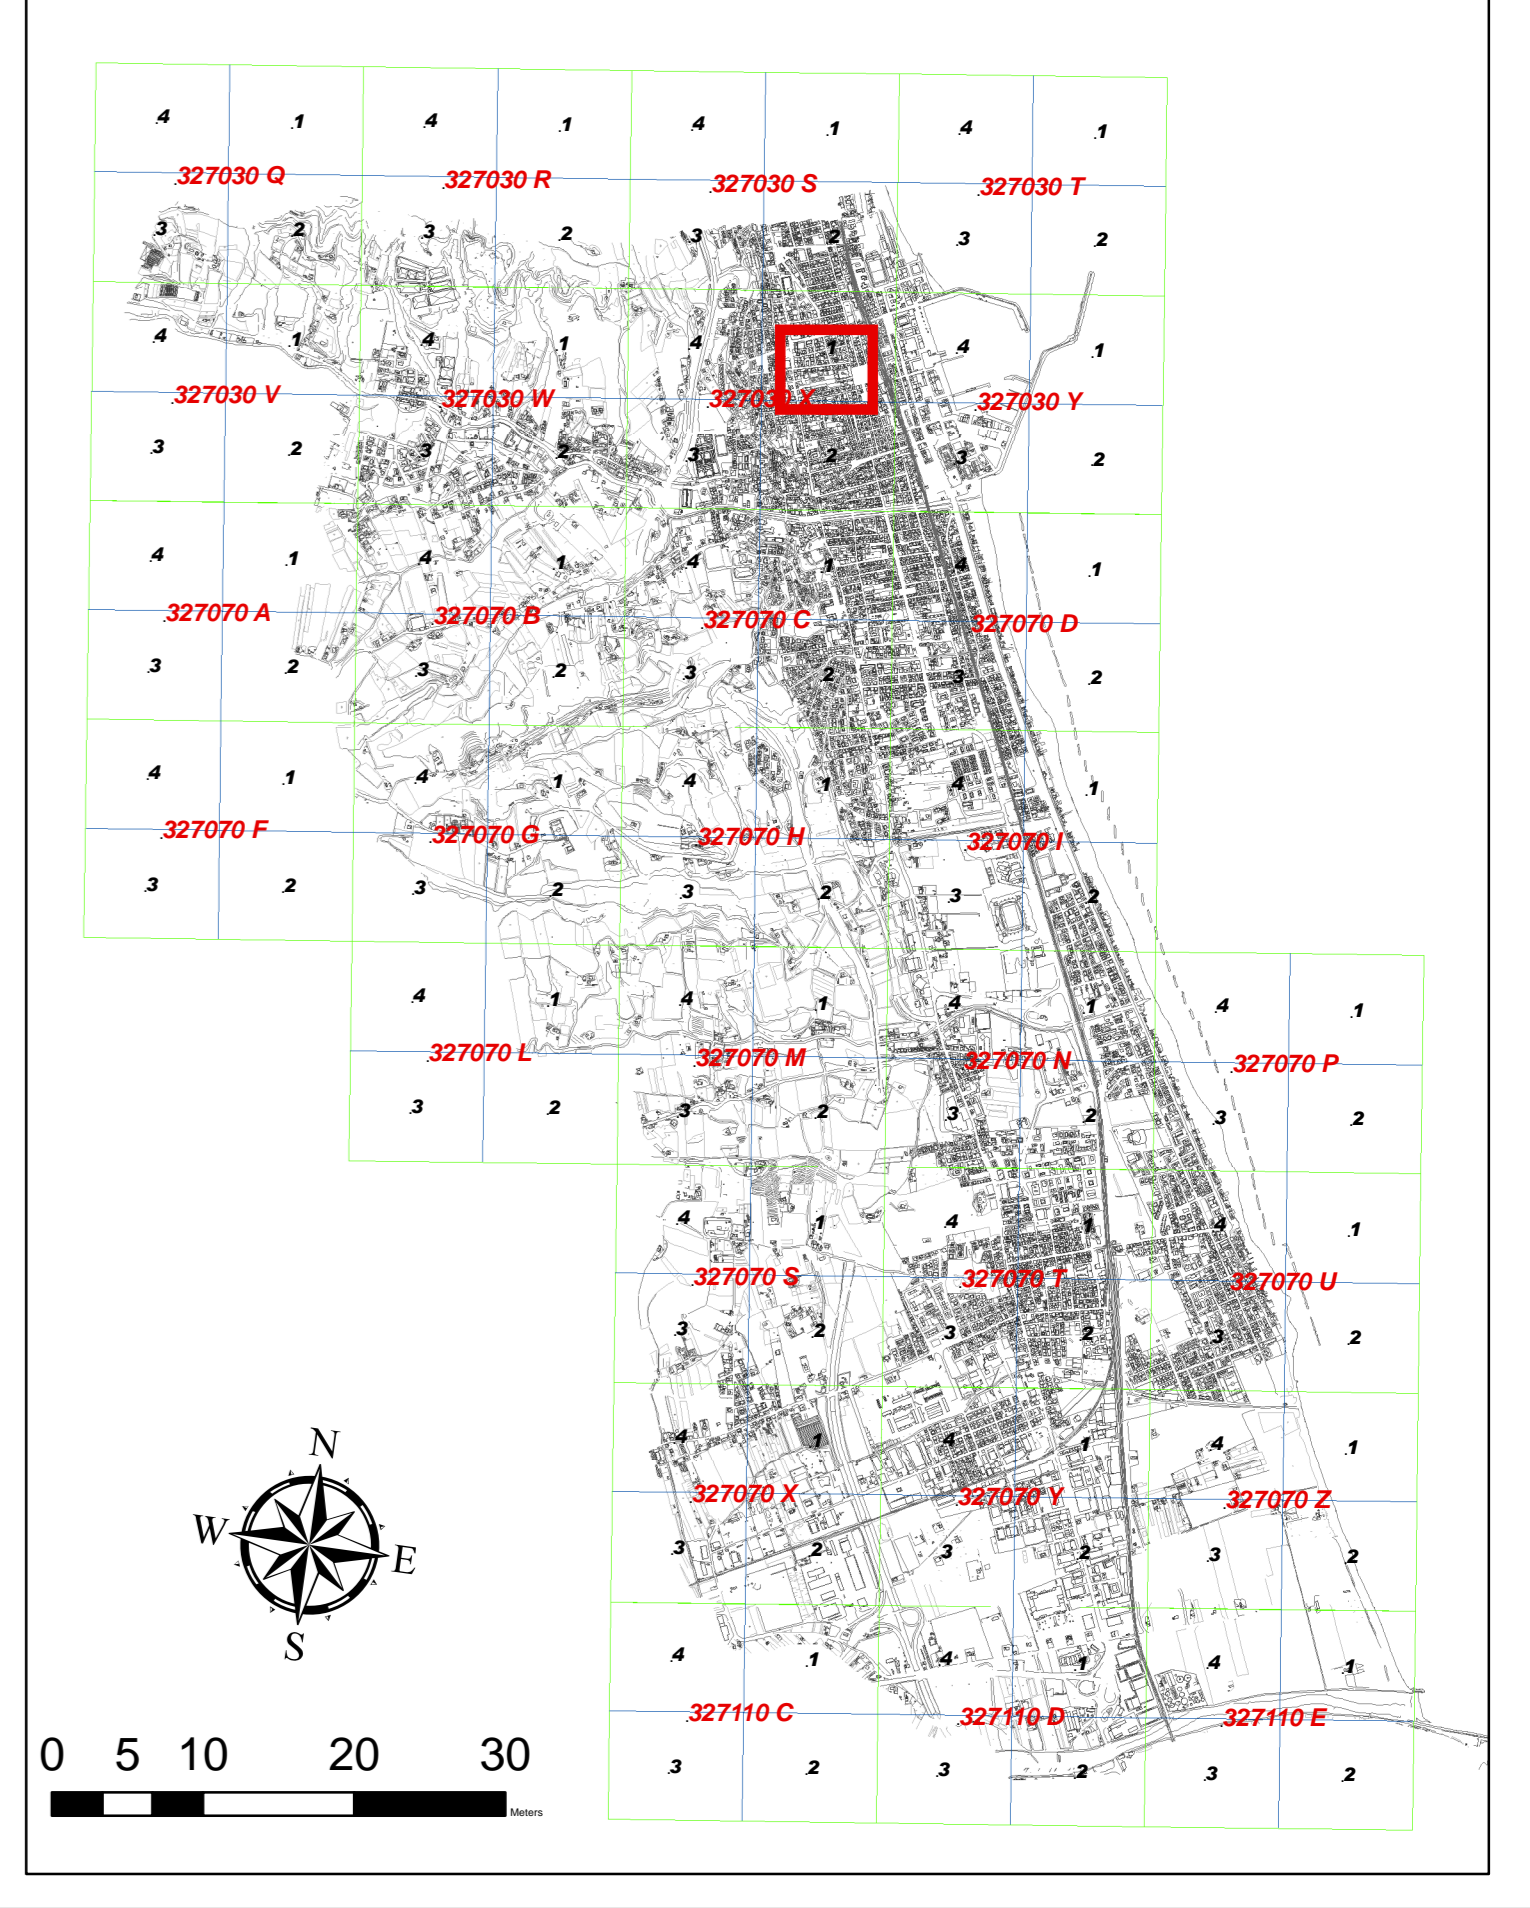 4 1 4 1 4 1 4 1
327030 Q 327030 R 327030 S 327030 T
3 2 3 2 3 2 3 2
4 1 4 1 4 1 4 1
327030 V 327030 W 327030 X 327030 Y
3 2 3 2 3 2 3 2
4 1 4 1 4 1 4 1
327070 A 327070 B 327070 C 327070 D
3 2 3 2 3 2 3 2
4 1 4 1 4 1 4 1
327070 F 327070 G 327070 H 327070 I
3 2 3 2 3 2 3 2
4 1 4 1 4 1 4 1
327070 L 327070 M 327070 N 327070 P
3 2 3 2 3 2 3 2
4 1 4 1 4 1
327070 S 327070 T 327070 U
3 2 3 2 3 2
4 1 4 1 4 1
327070 X 327070 Y 327070 Z
3 2 3 2 3 2
4 1 4 1 4 1
327110 C 327110 D 327110 E
3 2 3 2 3 2
N
W E
S
0 5 10 20 30
Meters